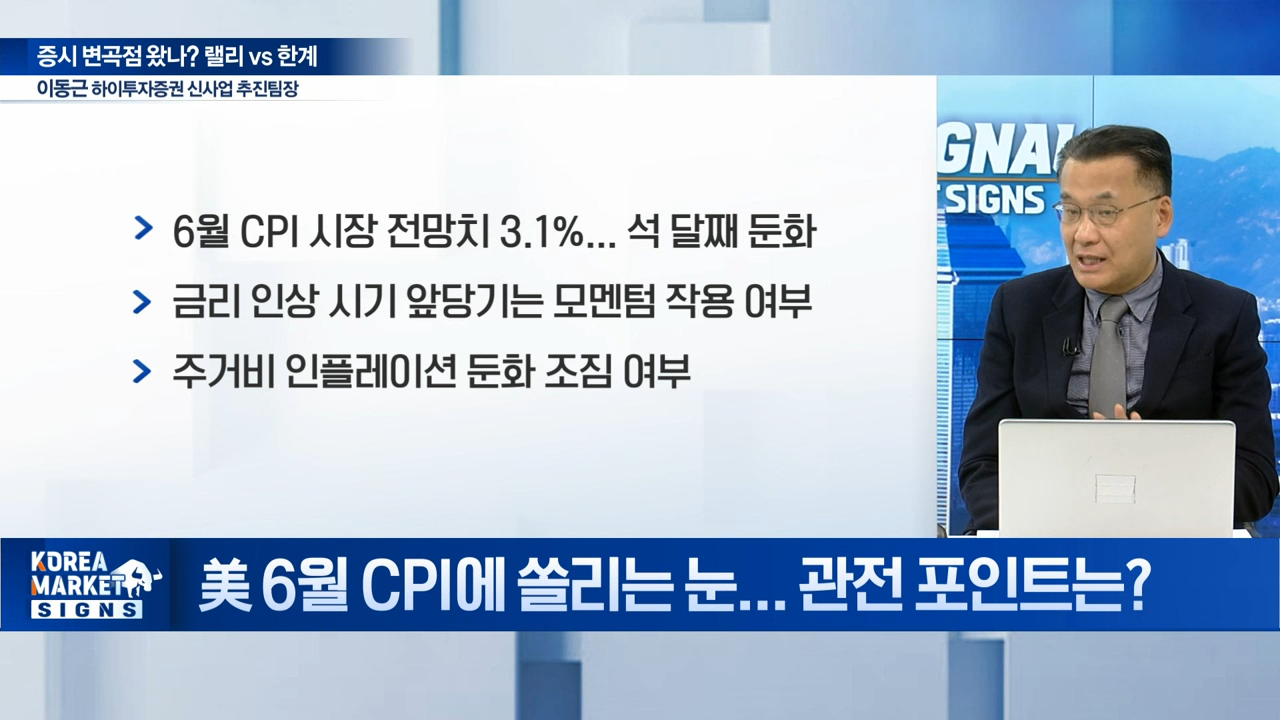 증시 변곡점 왔나? 랠리 vs 한계
이동근 하이투자증권 신사업 추진팀장
GNAL
SIGNS
6월 CPI 시장 전망치 3.1%... 석 달째 둔화
금리 인상 시기 앞당기는 모멘텀 작용 여부
주거비 인플레이션 둔화 조짐 여부
KOREA
MARKET
SIGNS
美 6월 CPI에 쏠리는 눈... 관전 포인트는?